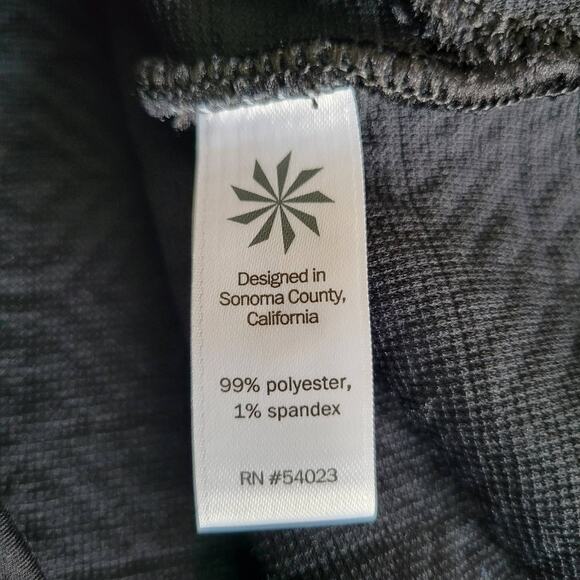 Designed in
Sonoma County,
California
99% polyester,
1% spandex
RN #54023